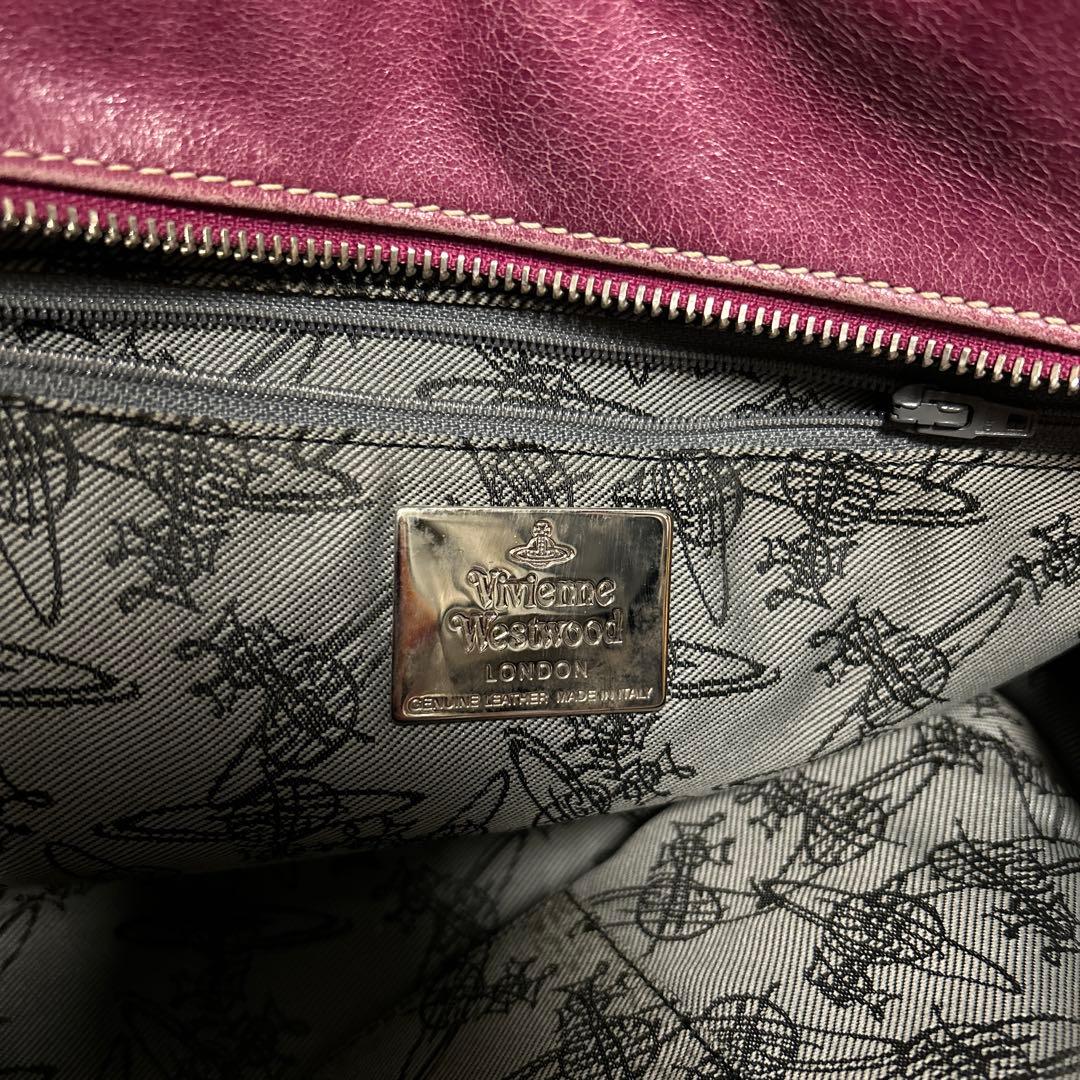 Vivienne
Westwood
LONDON
GENUINE LEATHER MADE IN ITALY